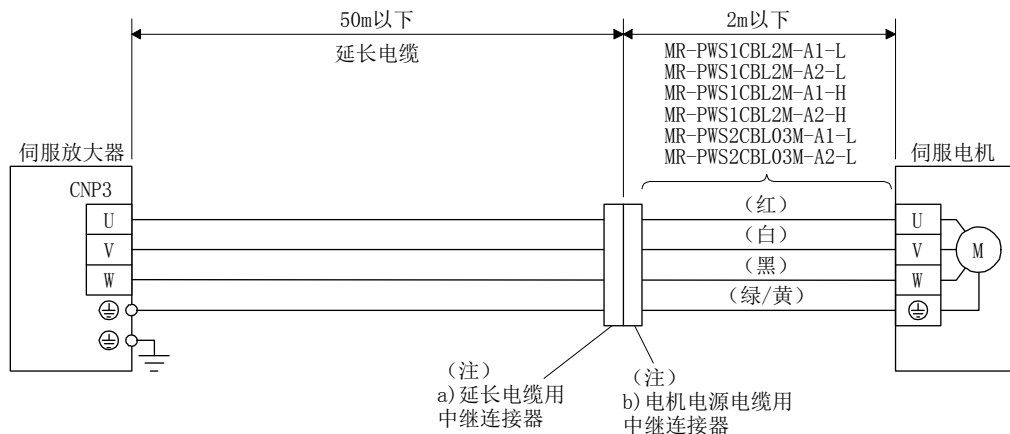 50m以下
2m以下
延长电缆
MR-PWS1CBL2M-A1-L
MR-PWS1CBL2M-A2-L
MR-PWS1CBL2M-A1-H
MR-PWS1CBL2M-A2-H
MR-PWS2CBL03M-A1-L
MR-PWS2CBL03M-A2-L
伺服放大器
伺服电机
CNP3
U
V
W
（红）
（白）
（黑）
（绿/黄）
U
V
W
M
（注）
a)延长电缆用
中继连接器
（注）
b)电机电源电缆用
中继连接器